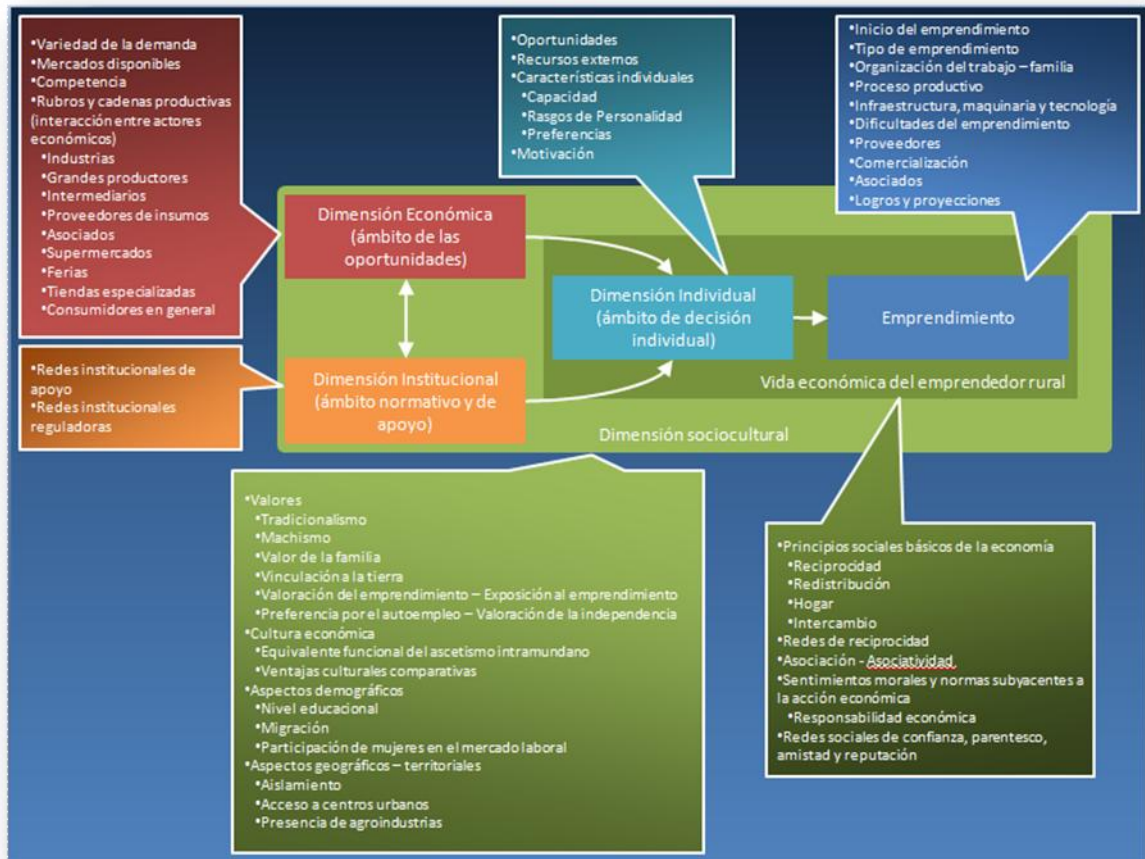 •Variedad de la demanda
•Mercados disponibles
•Competencia
•Rubros y cadenas productivas
(interacción entre actores
económicos)
•Industrias
•Grandes productores
•Intermediarios
•Proveedores de insumos
•Asociados
•Supermercados
•Ferias
•Tiendas especializadas
•Consumidores en general
•Oportunidades
•Recursos externos
•Características individuales
•Capacidad
•Rasgos de Personalidad
•Preferencias
•Motivación
•Inicio del emprendimiento
•Tipo de emprendimiento
•Organización del trabajo – familia
•Proceso productivo
•Infraestructura, maquinaria y tecnología
•Dificultades del emprendimiento
•Proveedores
•Comercialización
•Asociados
•Logros y proyecciones
Dimensión Económica
(ámbito de las
oportunidades)
Dimensión Individual
(ámbito de decisión
individual)
Emprendimiento
•Redes institucionales de
apoyo
•Redes institucionales
reguladoras
Dimensión Institucional
(ámbito normativo y de
apoyo)
Vida económica del emprendedor rural
Dimensión sociocultural
•Valores
•Tradicionalismo
•Machismo
•Valor de la familia
•Vinculación a la tierra
•Valoración del emprendimiento – Exposición al emprendimiento
•Preferencia por el autoempleo – Valoración de la independencia
•Cultura económica
•Equivalente funcional del ascetismo intramundano
•Ventajas culturales comparativas
•Aspectos demográficos
•Nivel educacional
•Migración
•Participación de mujeres en el mercado laboral
•Aspectos geográficos – territoriales
•Aislamiento
•Acceso a centros urbanos
•Presencia de agroindustrias
•Principios sociales básicos de la economía
•Reciprocidad
•Redistribución
•Hogar
•Intercambio
•Redes de reciprocidad
•Asociación - Asociatividad
•Sentimientos morales y normas subyacentes a
la acción económica
•Responsabilidad económica
•Redes sociales de confianza, parentesco,
amistad y reputación